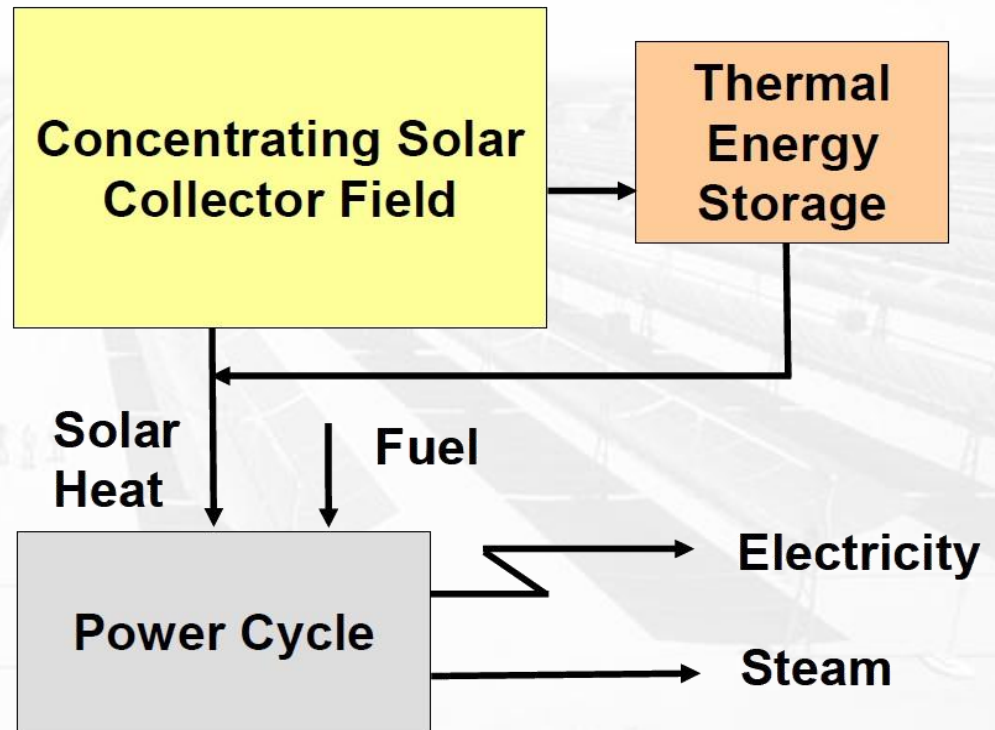 Concentrating Solar
Collector Field
Thermal
Energy
Storage
Solar
Heat
Fuel
Power Cycle
Electricity
Steam